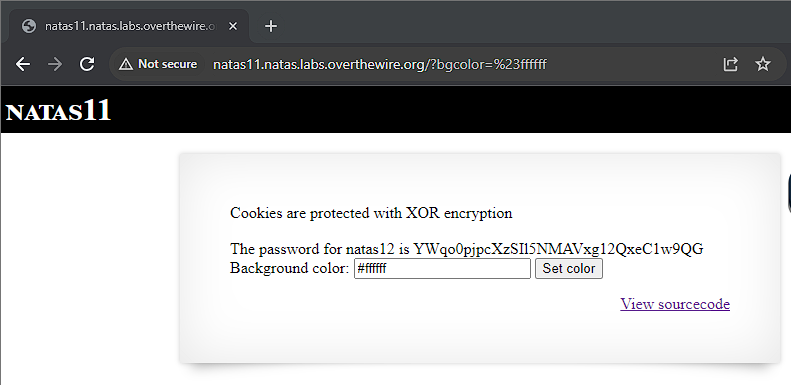 natas11.natas.labs.overthewire.o
Not secure natas11.natas.labs.overthewire.org/?bgcolor=%23ffffff
NATAS11
Cookies are protected with XOR encryption
The password for natas12 is YWqo0pjpcXzSIl5NMAVxg12QxeC1w9QG
Background color: #ffffff Set color
View sourcecode